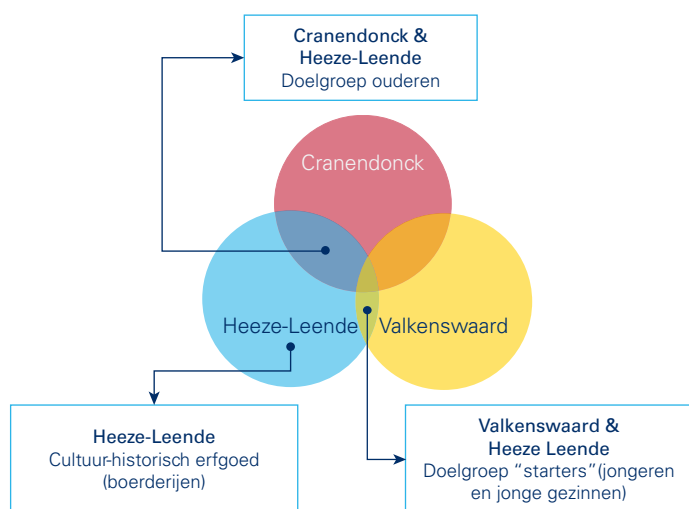 Cranendonck &
Heeze-Leende
Doelgroep ouderen
Cranendonck
Heeze-Leende
Valkenswaard
Heeze-Leende
Cultuur-historisch erfgoed
(boerderijen)
Valkenswaard &
Heeze Leende
Doelgroep “starters”(jongeren
en jonge gezinnen)